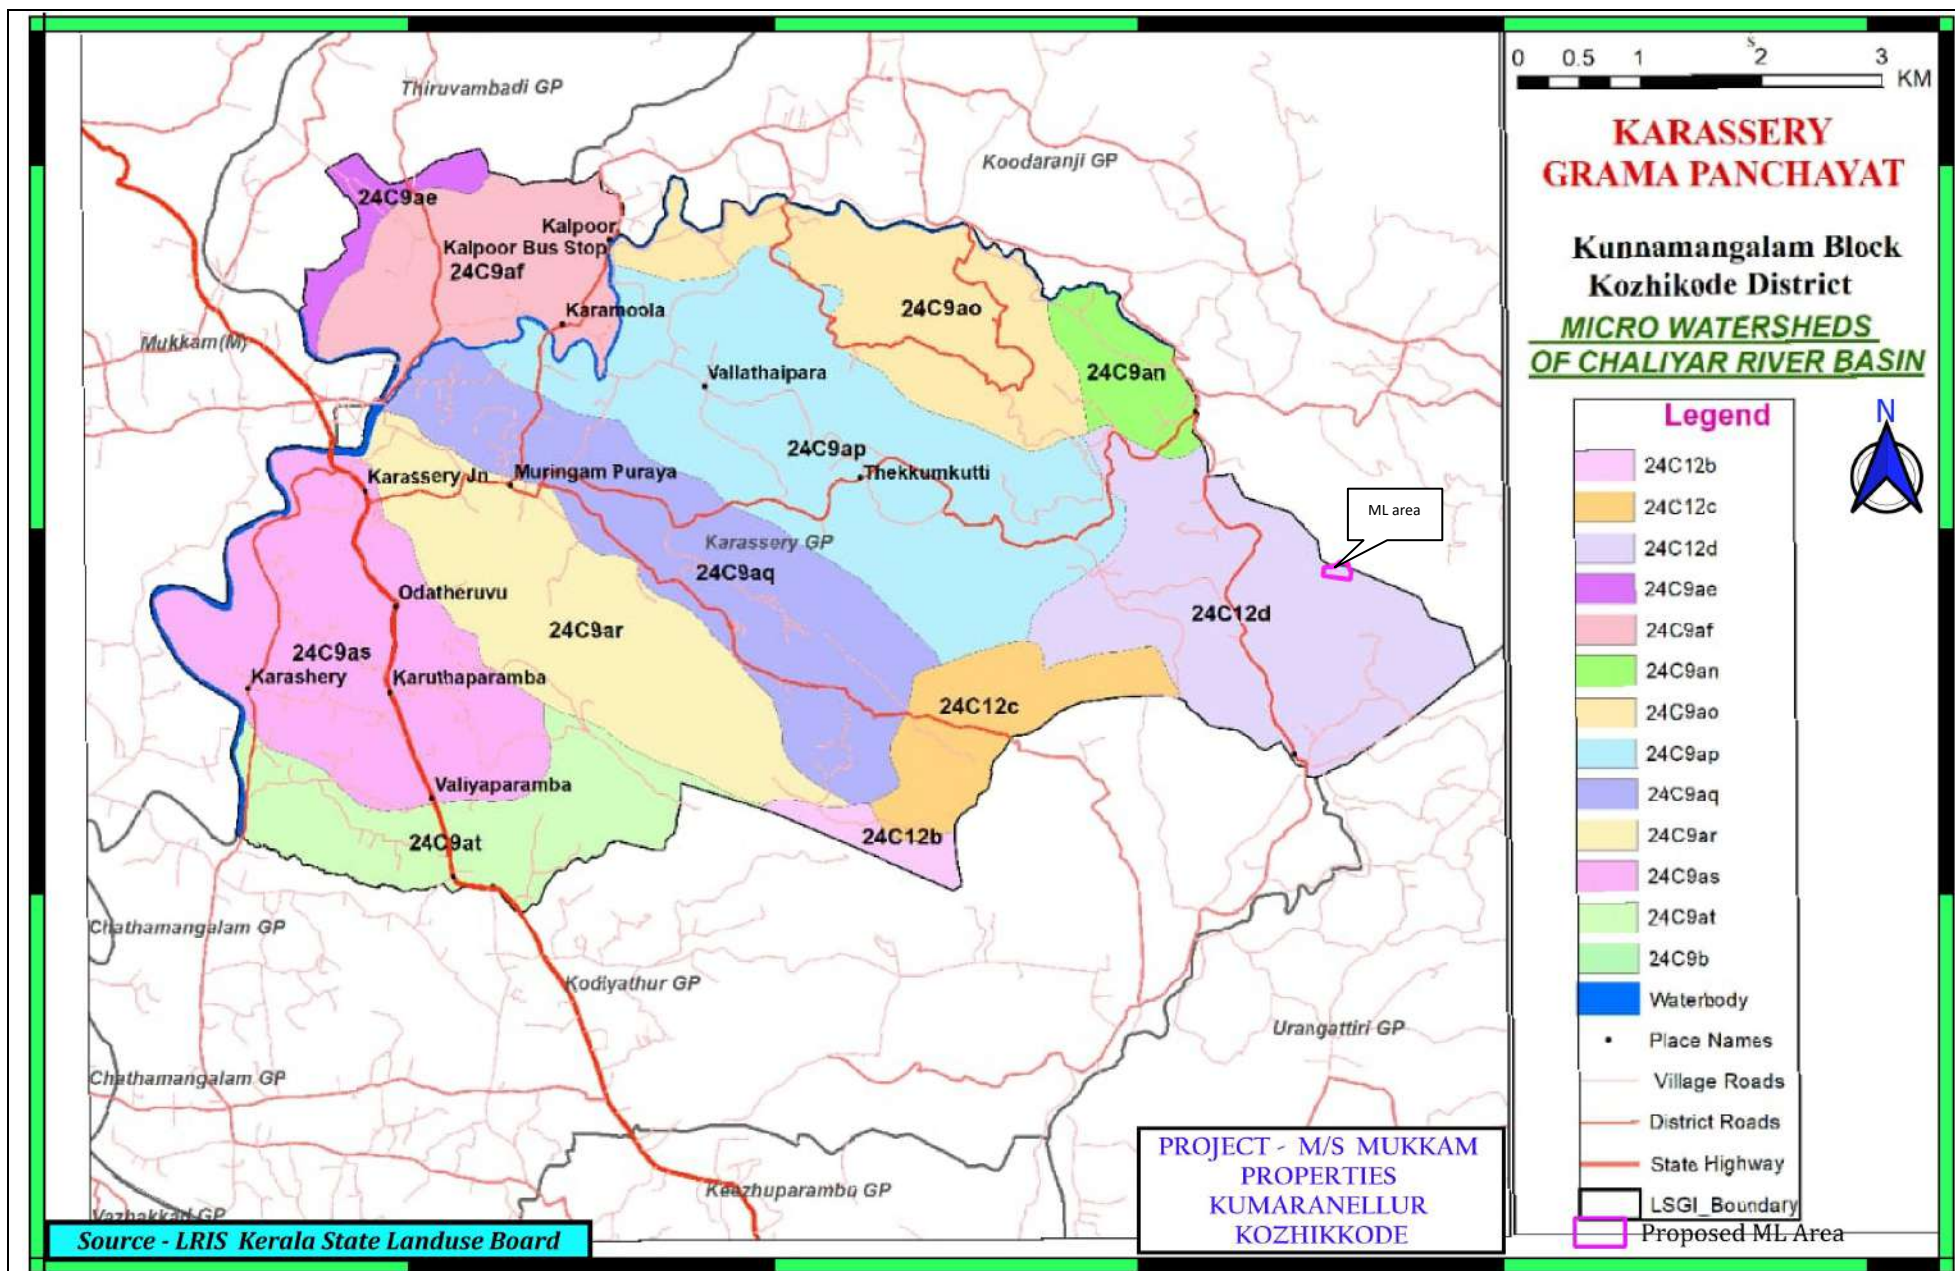 Thiruvambadi GP
Koodaranji GP
24C9ae
Kalpoor
Kalpoor Bus Stop
24C9af
Karamoola
24C9ao
Mukkam(M)
Vallathaipara
24C9an
24C9ap
Thekkumkutti
Karassery Jn
Muringam Puraya
ML area
Karassery GP
24C9aq
Odatheruvu
24C9ar
24C12d
24C9as
Karashery
Karuthaparamba
24C12c
Valiyaparamba
24C9at
24C12b
Chathamangalam GP
Kodiyathur GP
Urangattiri GP
Chathamangalam GP
Keezhuparambu GP
Vazhakkad GP
Source - LRIS Kerala State Landuse Board
PROJECT - M/S MUKKAM
PROPERTIES
KUMARANELLUR
KOZHIKKODE
s
0 0.5 1 2 3
KM
KARASSERY
GRAMA PANCHAYAT
Kunnamangalam Block
Kozhikode District
MICRO WATERSHEDS
OF CHALIYAR RIVER BASIN
N
Legend
24C12b
24C12c
24C12d
24C9ae
24C9af
24C9an
24C9ao
24C9ap
24C9aq
24C9ar
24C9as
24C9at
24C9b
Waterbody
Place Names
Village Roads
District Roads
State Highway
LSGI_Boundary
Proposed ML Area